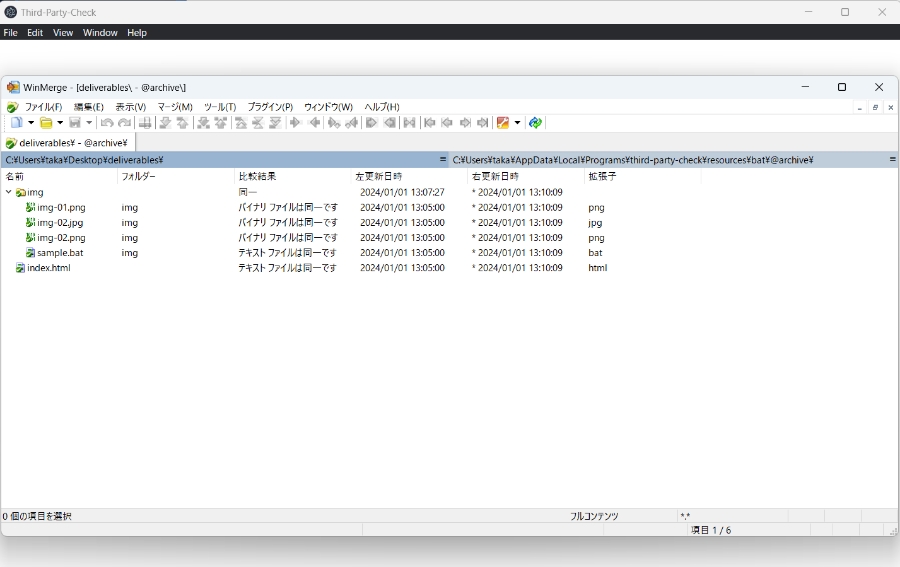 Third-Party-Check
File Edit View Window Help
WinMerge - [deliverables\ - @archive\]
ファイル(F) 編集(E) 表示(V) マージ(M) ツール(T) プラグイン(P) ウィンドウ(W) ヘルプ(H)
deliverables¥ - @archive¥
C:¥Users¥taka¥Desktop¥deliverables¥ = C:¥Users¥taka¥AppData¥Local¥Programs¥third-party-check¥resources¥bat¥@archive¥ =
名前 フォルダー 比較結果 左更新日時 右更新日時 拡張子
img 同一 2024/01/01 13:07:27 * 2024/01/01 13:10:09
img-01.png img バイナリ ファイルは同一です 2024/01/01 13:05:00 * 2024/01/01 13:10:09 png
img-02.jpg img バイナリ ファイルは同一です 2024/01/01 13:05:00 * 2024/01/01 13:10:09 jpg
img-02.png img バイナリ ファイルは同一です 2024/01/01 13:05:00 * 2024/01/01 13:10:09 png
sample.bat img テキスト ファイルは同一です 2024/01/01 13:05:00 * 2024/01/01 13:10:09 bat
index.html テキスト ファイルは同一です 2024/01/01 13:05:00 * 2024/01/01 13:10:09 html
0 個の項目を選択 フルコンテンツ *.*
項目 1 / 6